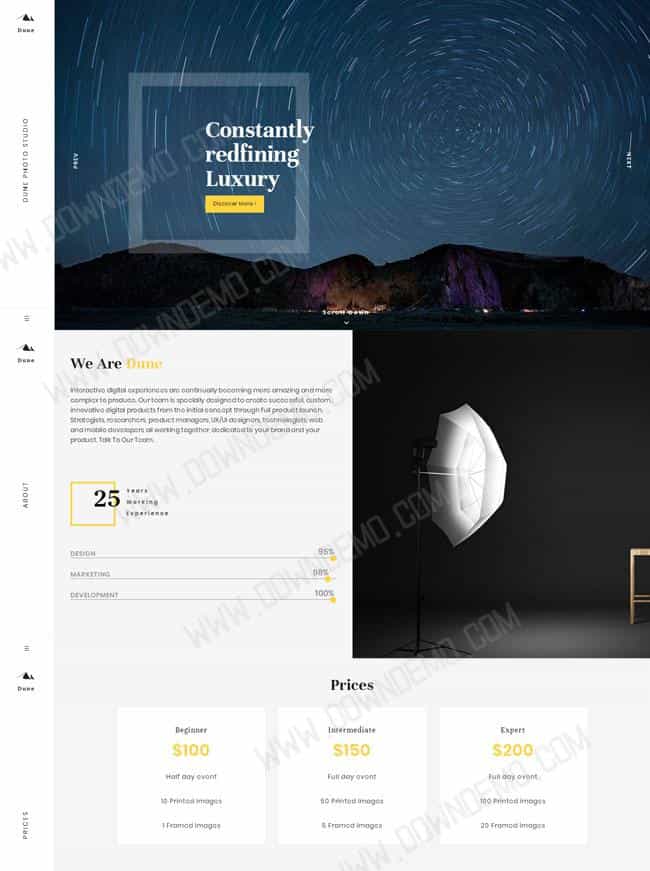 Dune
DUNE PHOTO STUDIO
PREV
Constantly
redfining
Luxury
Discover More !
NEXT
Scroll Down
Dune
ABOUT
We Are Dune
Interactive digital experiences are continually becoming more amazing and more
complex to produce. Our team is specially designed to create successful, custom,
innovative digital products from the initial concept through full product launch.
Strategists, researchers, product managers, UX/UI designers, technologists, web
and mobile developers all working together dedicated to your brand and your
product. Talk To Our Team.
25
Years
Working
Experience
DESIGN 95%
MARKETING
DEVELOPMENT 100%
Dune
PRICES
Prices
Beginner
$100
Half day event
10 Printed Images
1 Framed Images
Intermediate
$150
Full day event
50 Printed Images
5 Framed Images
Expert
$200
Full day event
100 Printed Images
20 Framed Images
WWW.DOWNDEMO.COM
WWW.DOWNDEMO.COM
WWW.DOWNDEMO.COM